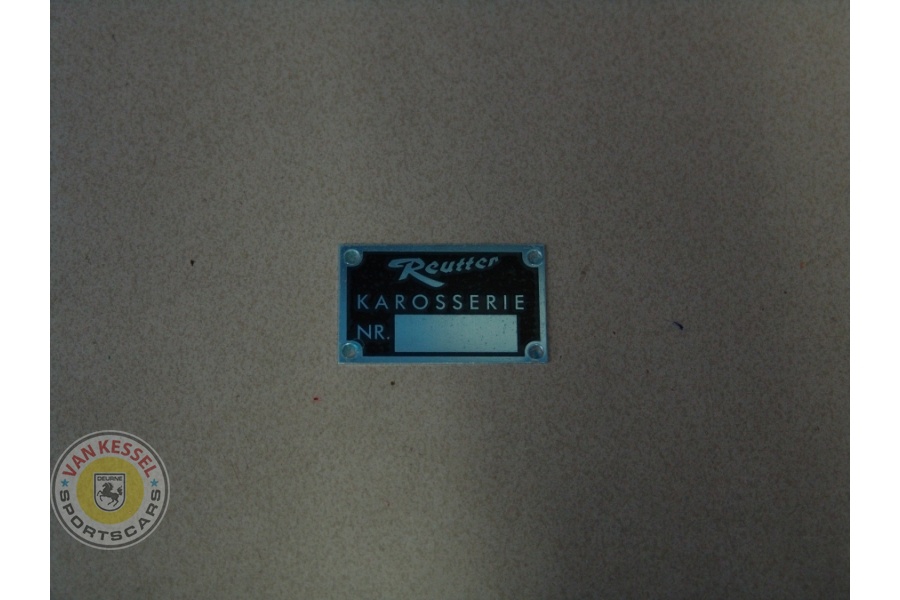 Reutter
KAROSSERIE
NR.
VAN KESSEL
DEURNE
SPORTSCARS